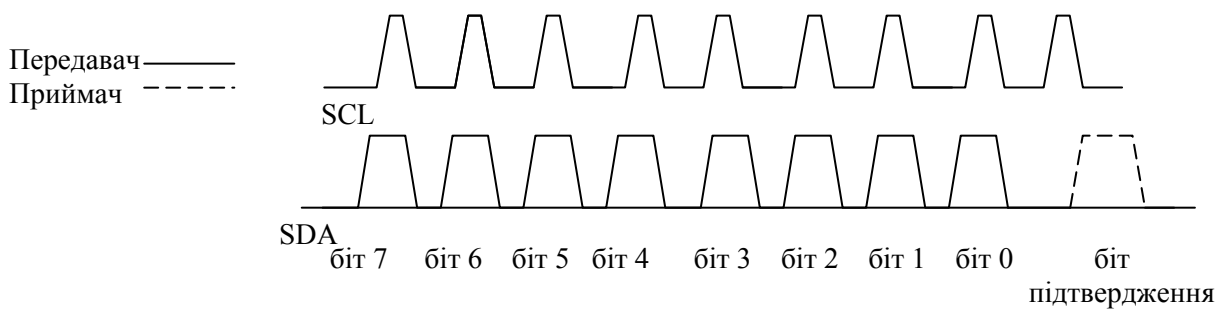 Передавач
Приймач
SCL
SDA
біт 7 біт 6 біт 5 біт 4 біт 3 біт 2 біт 1 біт 0 біт
підтвердження